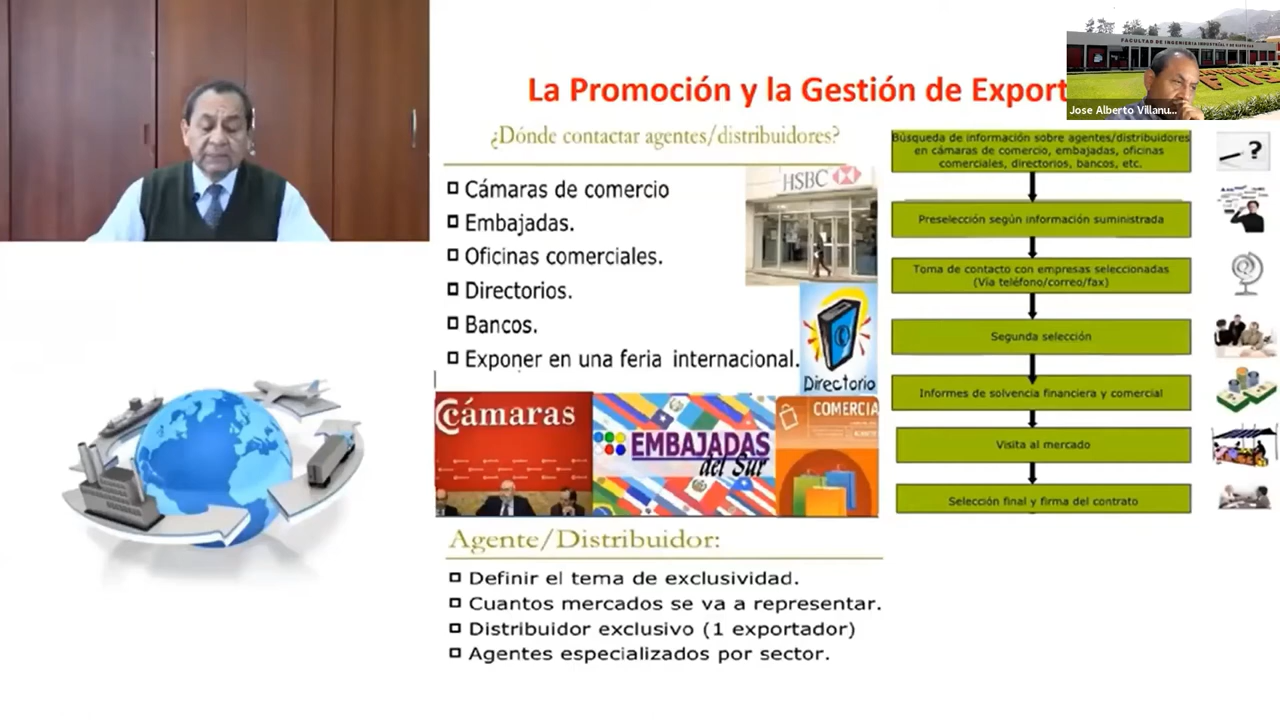 La Promoción y la Gestión de Export
FACULTAD DE INGENIERIA INDUSTRIAL Y DE SISTEMAS
Jose Alberto Villanu...
¿Dónde contactar agentes/distribuidores?
Cámaras de comercio
Embajadas.
Oficinas comerciales.
Directorios.
Bancos.
Exponer en una feria internacional.
HSBC
Directorio
cámaras
EMBAJADAS
del Sur
COMERCIA
Agente/Distribuidor:
Definir el tema de exclusividad.
Cuantos mercados se va a representar.
Distribuidor exclusivo (1 exportador)
Agentes especializados por sector.
Búsqueda de información sobre agentes/distribuidores
en cámaras de comercio, embajadas, oficinas
comerciales, directorios, bancos, etc.
Preselección según información suministrada
Toma de contacto con empresas seleccionadas
(Vía teléfono/correo/fax)
Segunda selección
Informes de solvencia financiera y comercial
Visita al mercado
Selección final y firma del contrato
?